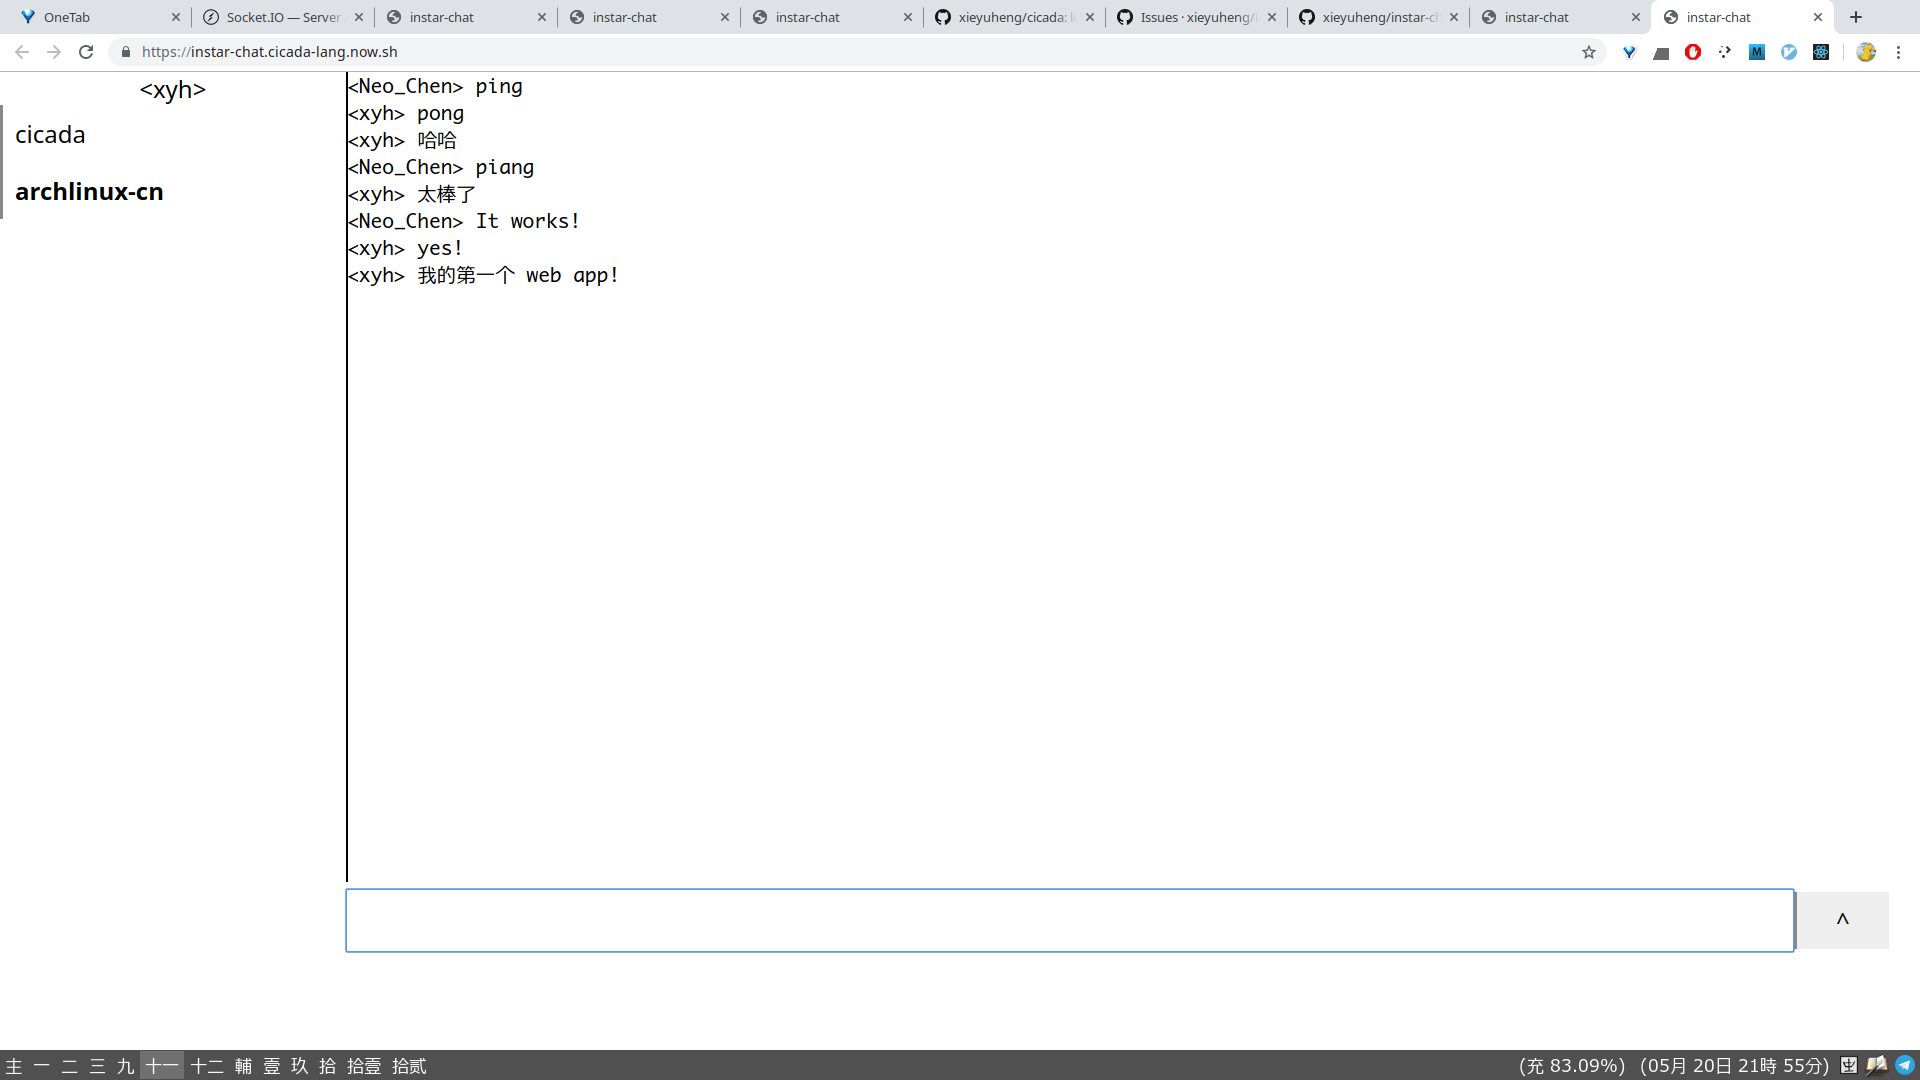 OneTab
Socket.IO — Server
instar-chat
instar-chat
instar-chat
xieyuheng/cicada: li
Issues · xieyuheng/i
xieyuheng/instar-ch
instar-chat
instar-chat
https://instar-chat.cicada-lang.now.sh
<xyh>
cicada
archlinux-cn
<Neo_Chen> ping
<xyh> pong
<xyh> 哈哈
<Neo_Chen> piang
<xyh> 太棒了
<Neo_Chen> It works!
<xyh> yes!
<xyh> 我的第一个 web app!
^
主 一 二 三 九 十一 十二 輔 壹 玖 拾 拾壹 拾贰
(充 83.09%) (05月 20日 21時 55分)